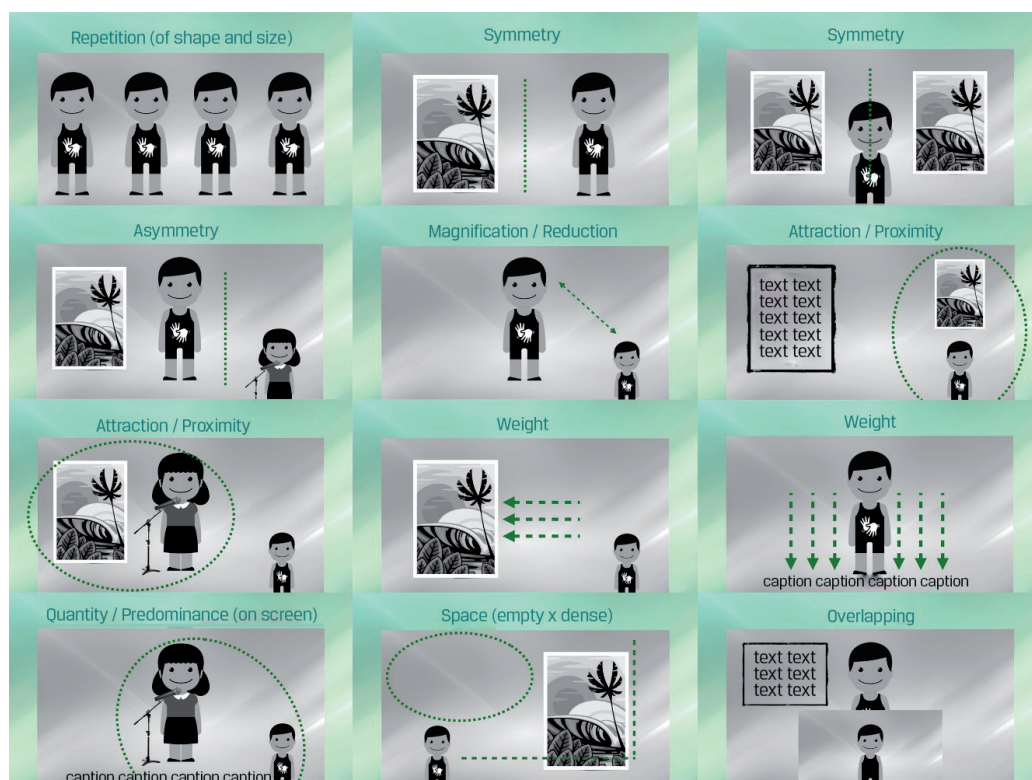 Repetition (of shape and size)
Symmetry
Symmetry
Asymmetry
Magnification / Reduction
Attraction / Proximity
text text
text text
text text
text text
text text
Attraction / Proximity
Weight
Weight
caption caption caption caption
Quantity / Predominance (on screen)
caption caption caption caption
Space (empty x dense)
Overlapping
text text
text text
text text